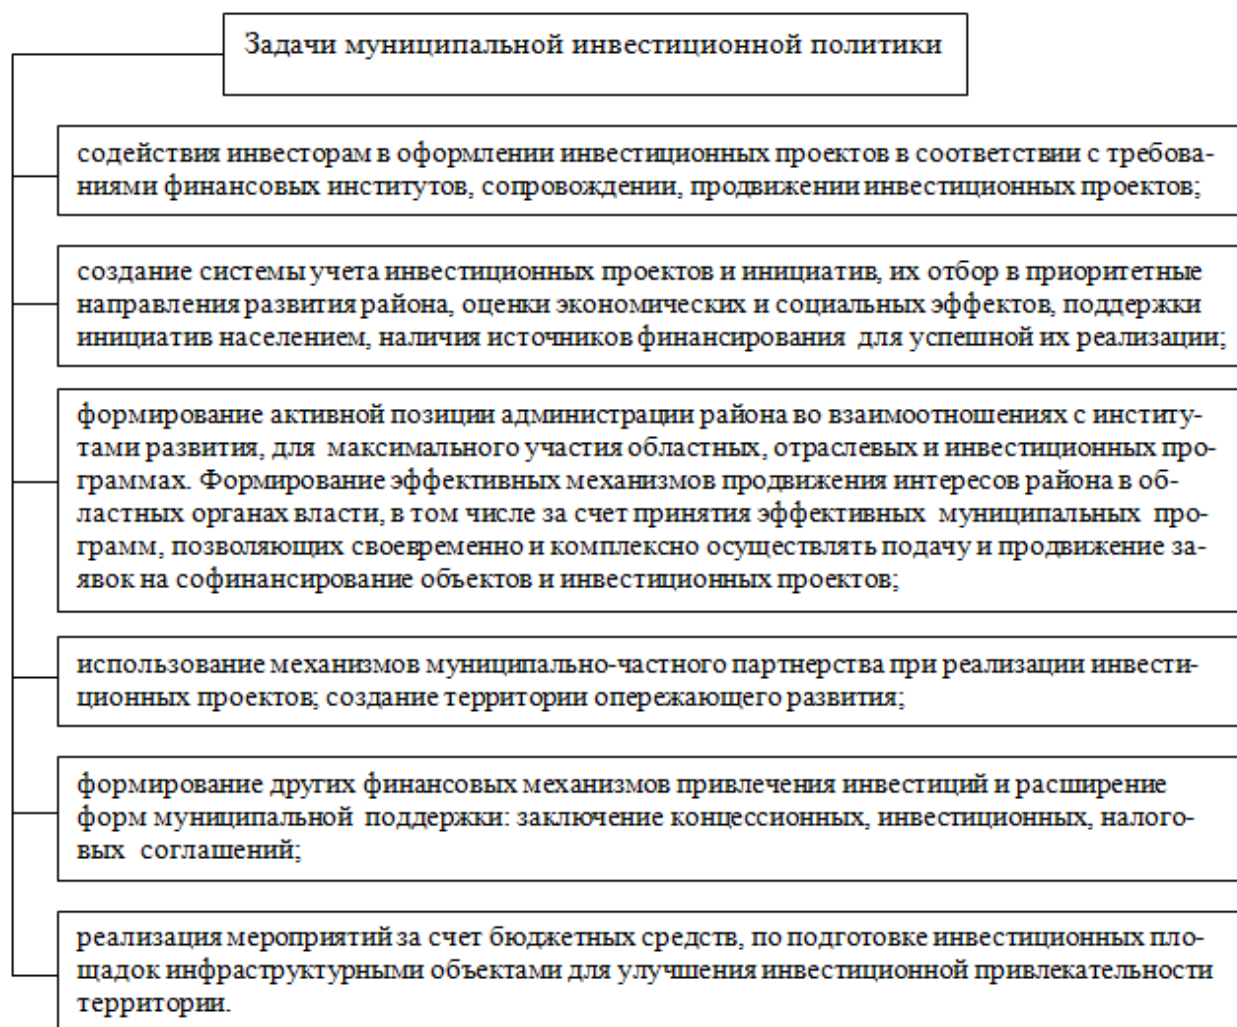 Задачи муниципальной инвестиционной политики
содействия инвесторам в оформлении инвестиционных проектов в соответствии с требова-
ниями финансовых институтов, сопровождении, продвижении инвестиционных проектов;
создание системы учета инвестиционных проектов и инициатив, их отбор в приоритетные
направления развития района, оценки экономических и социальных эффектов, поддержки
инициатив населением, наличия источников финансирования для успешной их реализации;
формирование активной позиции администрации района во взаимоотношениях с институ-
тами развития, для максимального участия областных, отраслевых и инвестиционных про-
граммах. Формирование эффективных механизмов продвижения интересов района в об-
ластных органах власти, в том числе за счет принятия эффективных муниципальных про-
грамм, позволяющих своевременно и комплексно осуществлять подачу и продвижение за-
явок на софинансирование объектов и инвестиционных проектов;
использование механизмов муниципально-частного партнерства при реализации инвести-
ционных проектов; создание территории опережающего развития;
формирование других финансовых механизмов привлечения инвестиций и расширение
форм муниципальной поддержки: заключение концессионных, инвестиционных, налого-
вых соглашений;
реализация мероприятий за счет бюджетных средств, по подготовке инвестиционных пло-
щадок инфраструктурными объектами для улучшения инвестиционной привлекательности
территории.